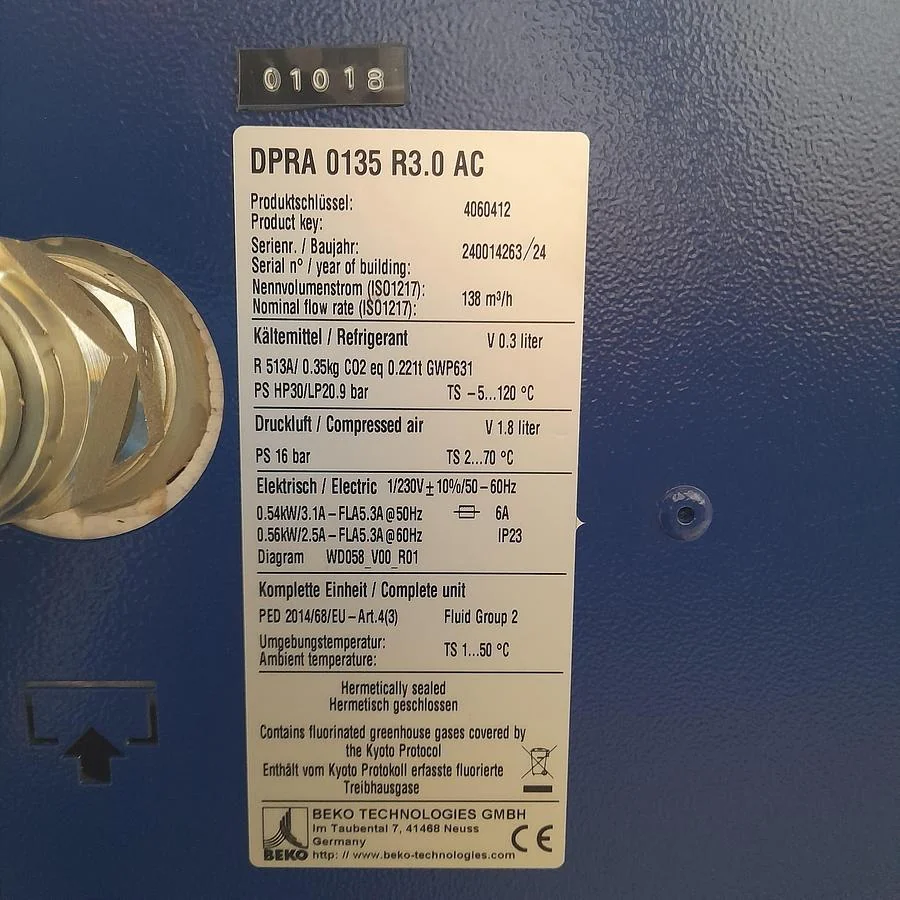 01018
DPRA 0135 R3.0 AC
Produktschlüssel:
Product key: 4060412
Serienr. / Baujahr:
Serial n° / year of building: 240014263/24
Nennvolumenstrom (ISO1217):
Nominal flow rate (ISO1217): 138 m³/h
Kältemittel / Refrigerant V 0.3 liter
R 513A/ 0.35kg CO2 eq 0.221t GWP631
PS HP30/LP20.9 bar TS -5...120 °C
Druckluft / Compressed air V 1.8 liter
PS 16 bar TS 2...70 °C
Elektrisch / Electric 1/230V±10%/50-60Hz
0.54kW/3.1A-FLA5.3A@50Hz 6A
0.56kW/2.5A-FLA5.3A@60Hz IP23
Diagram WD058_V00_R01
Komplette Einheit / Complete unit
PED 2014/68/EU-Art.4(3) Fluid Group 2
Umgebungstemperatur:
Ambient temperature: TS 1...50 °C
Hermetically sealed
Hermetisch geschlossen
Contains fluorinated greenhouse gases covered by
the Kyoto Protocol
Enthält vom Kyoto Protokoll erfasste fluorierte
Treibhausgase
BEKO TECHNOLOGIES GMBH
Im Taubental 7, 41468 Neuss
Germany
http: // www.beko-technologies.com
BEKO
CE